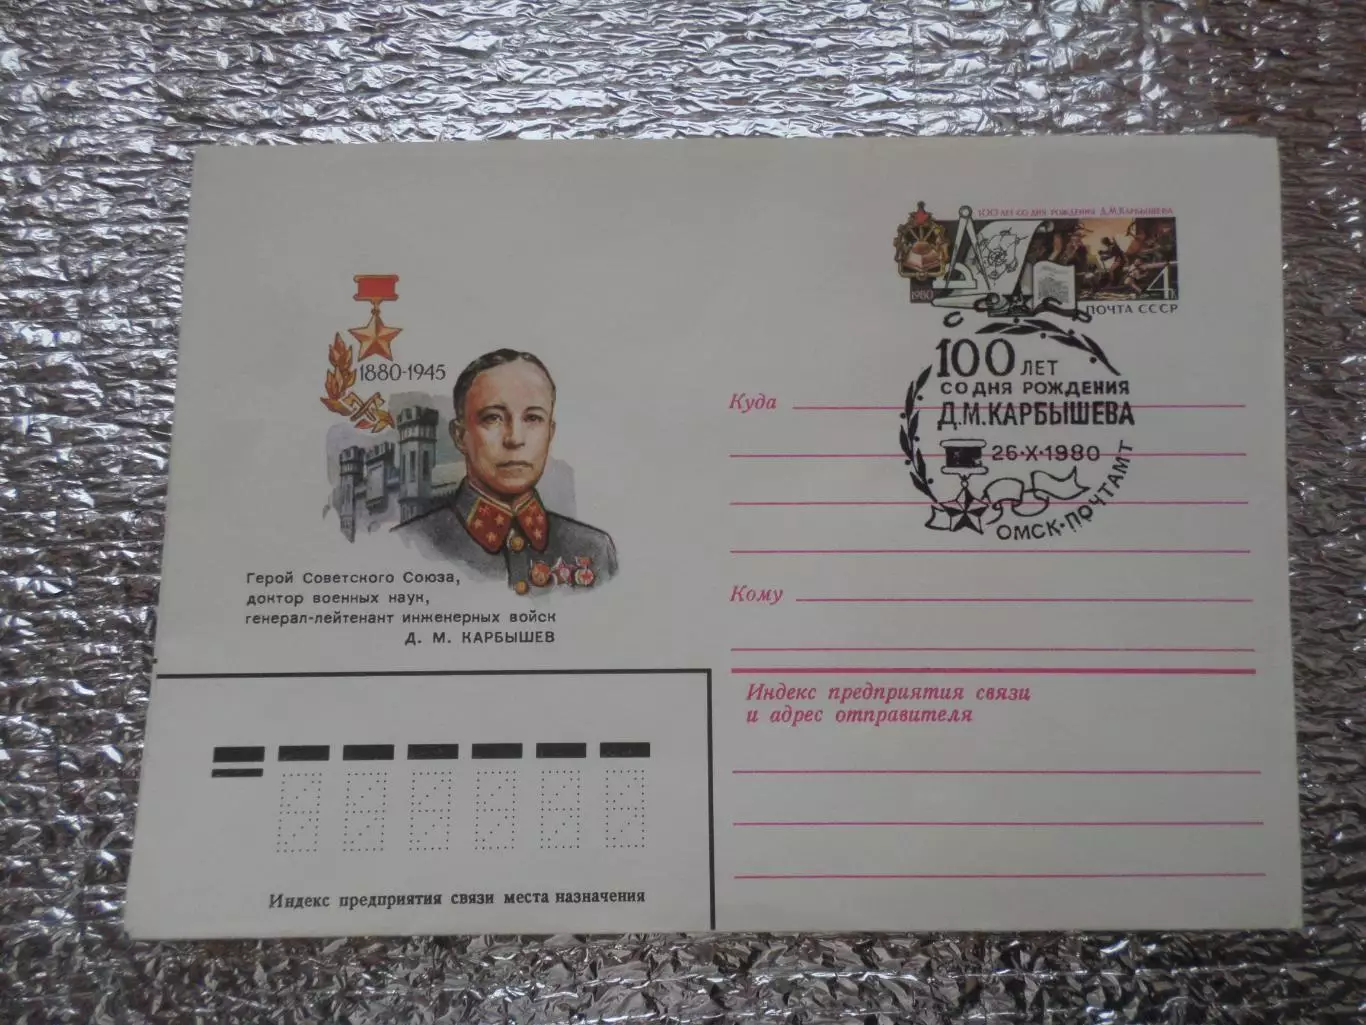 100 ЛЕТ СО ДНЯ РОЖДЕНИЯ Д.М.КАРБЫШЕВА
1980
4
ПОЧТА СССР
СССР
100 ЛЕТ
СО ДНЯ РОЖДЕНИЯ
Д.М.КАРБЫШЕВА
26·X·1980
ОМСК-ПОЧТАМТ
1880-1945
Герой Советского Союза,
доктор военных наук,
генерал-лейтенант инженерных войск
Д. М. КАРБЫШЕВ
Куда
Кому
Индекс предприятия связи
и адрес отправителя
Индекс предприятия связи места назначения